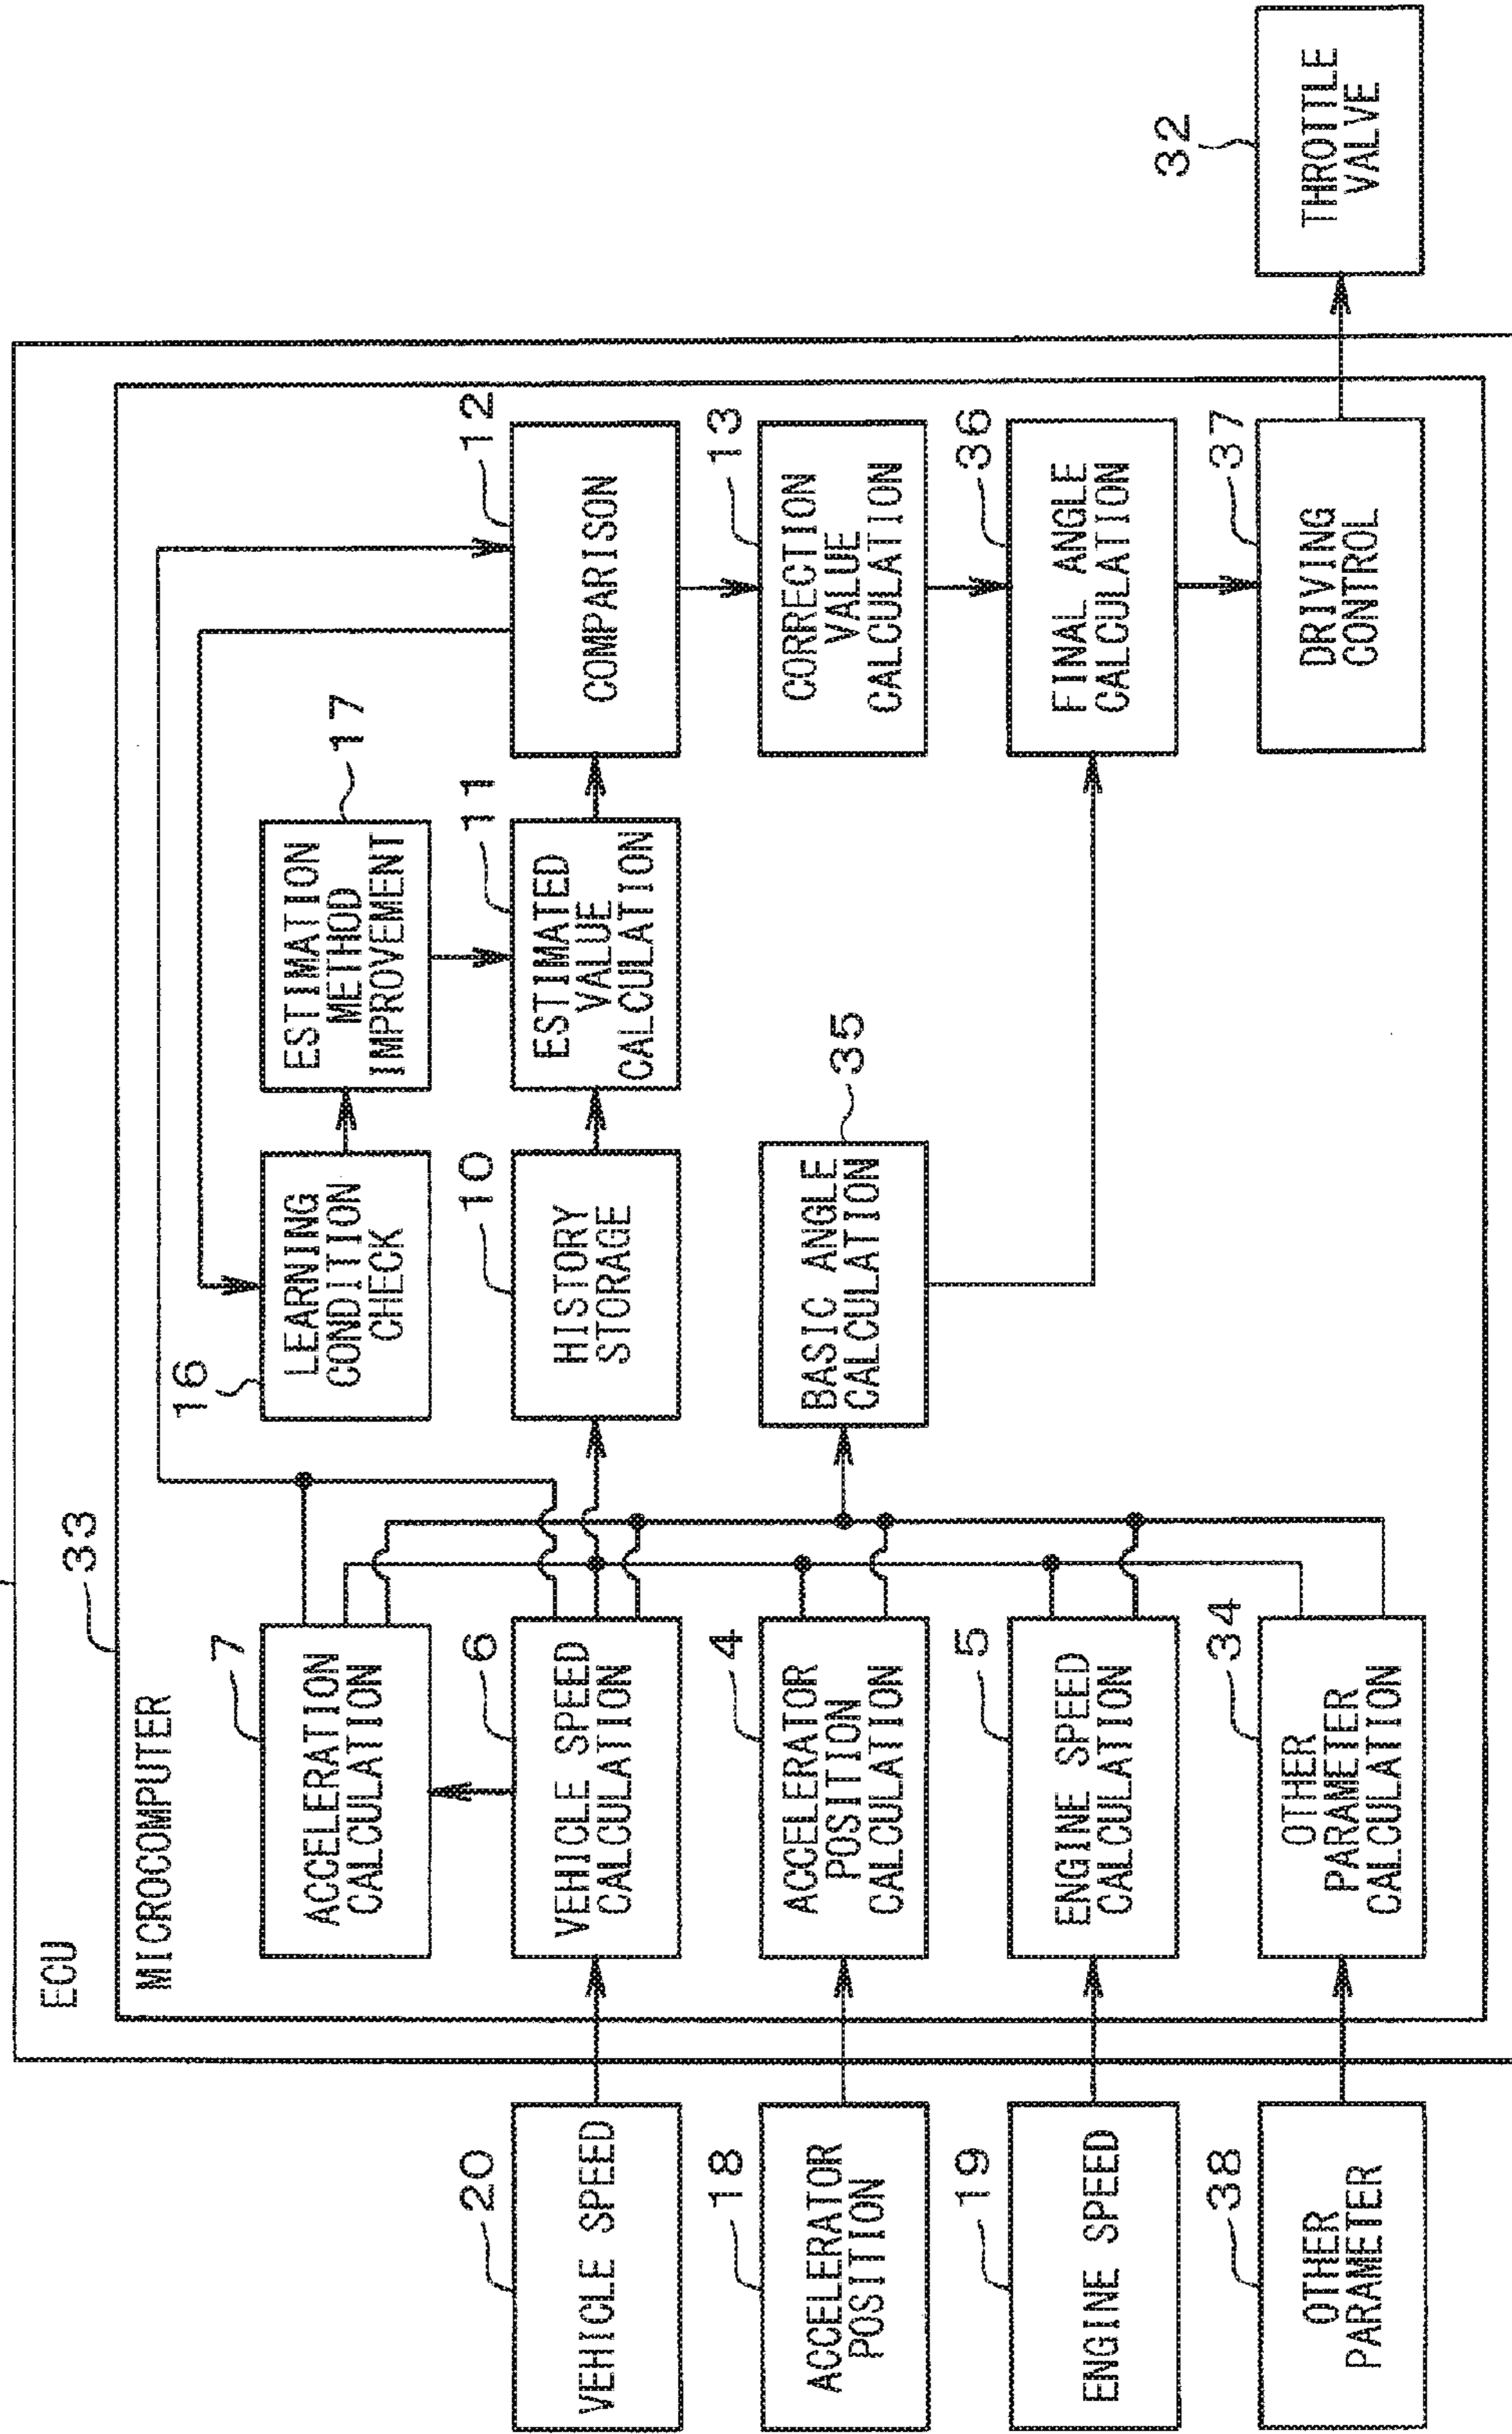 ECU
33
MICROCOMPUTER
7
ACCELERATION
CALCULATION
16
LEARNING
CONDITION
CHECK
17
ESTIMATION
METHOD
IMPROVEMENT
20
VEHICLE SPEED
6
VEHICLE SPEED
CALCULATION
10
HISTORY
STORAGE
11
ESTIMATED
VALUE
CALCULATION
12
COMPARISON
18
ACCELERATOR
POSITION
4
ACCELERATOR
POSITION
CALCULATION
35
BASIC ANGLE
CALCULATION
13
CORRECTION
VALUE
CALCULATION
19
ENGINE SPEED
5
ENGINE SPEED
CALCULATION
36
FINAL ANGLE
CALCULATION
38
OTHER
PARAMETER
34
OTHER
PARAMETER
CALCULATION
37
DRIVING
CONTROL
32
THROTTLE
VALVE